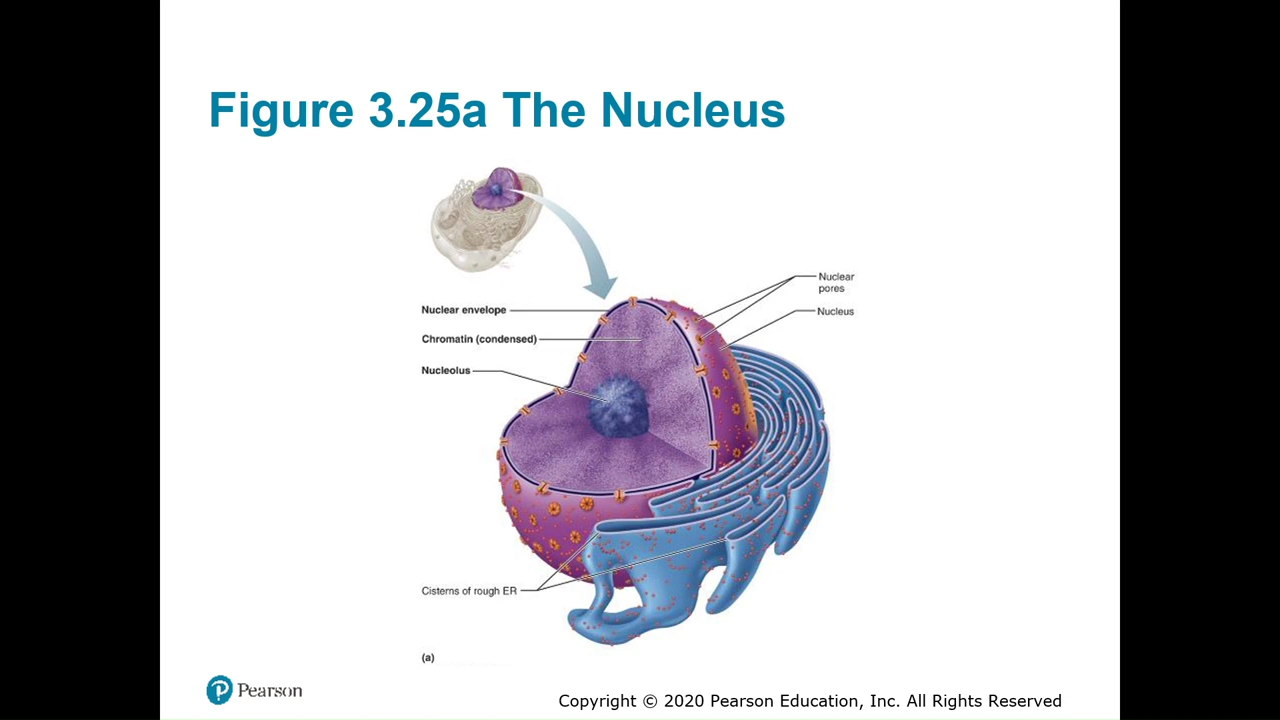 Figure 3.25a The Nucleus
Nuclear
pores
Nuclear envelope
Nucleus
Chromatin (condensed)
Nucleolus
Cisterns of rough ER
(a)
Pearson
Copyright © 2020 Pearson Education, Inc. All Rights Reserved